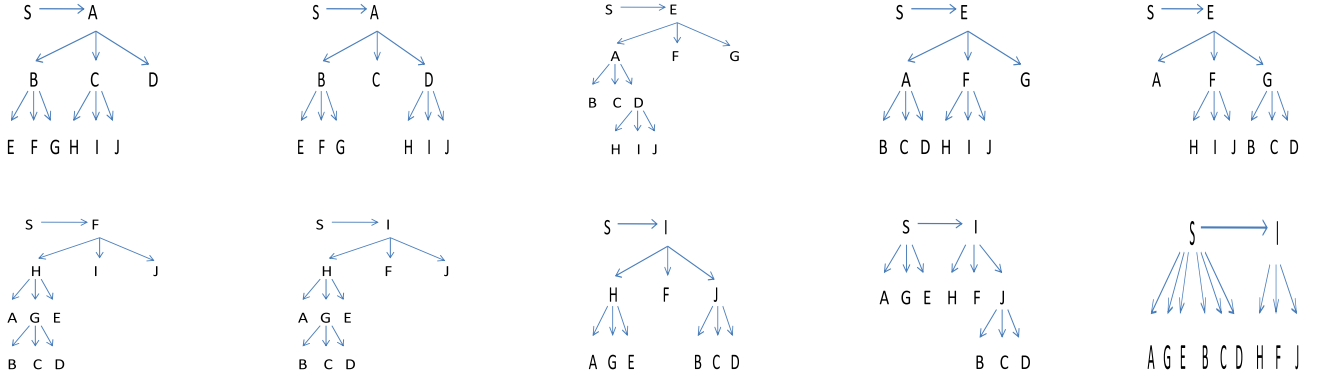 S A
B C D
E F G H I J
S A
B C D
E F G H I J
S E
A F G
B C D
H I J
S E
A F G
B C D H I J
S E
A F G
H I J B C D
S F
H I J
A G E
B C D
S I
H F J
A G E
B C D
S I
H F J
A G E B C D
S I
A G E H F J
B C D
S I
A G E B C D H F J